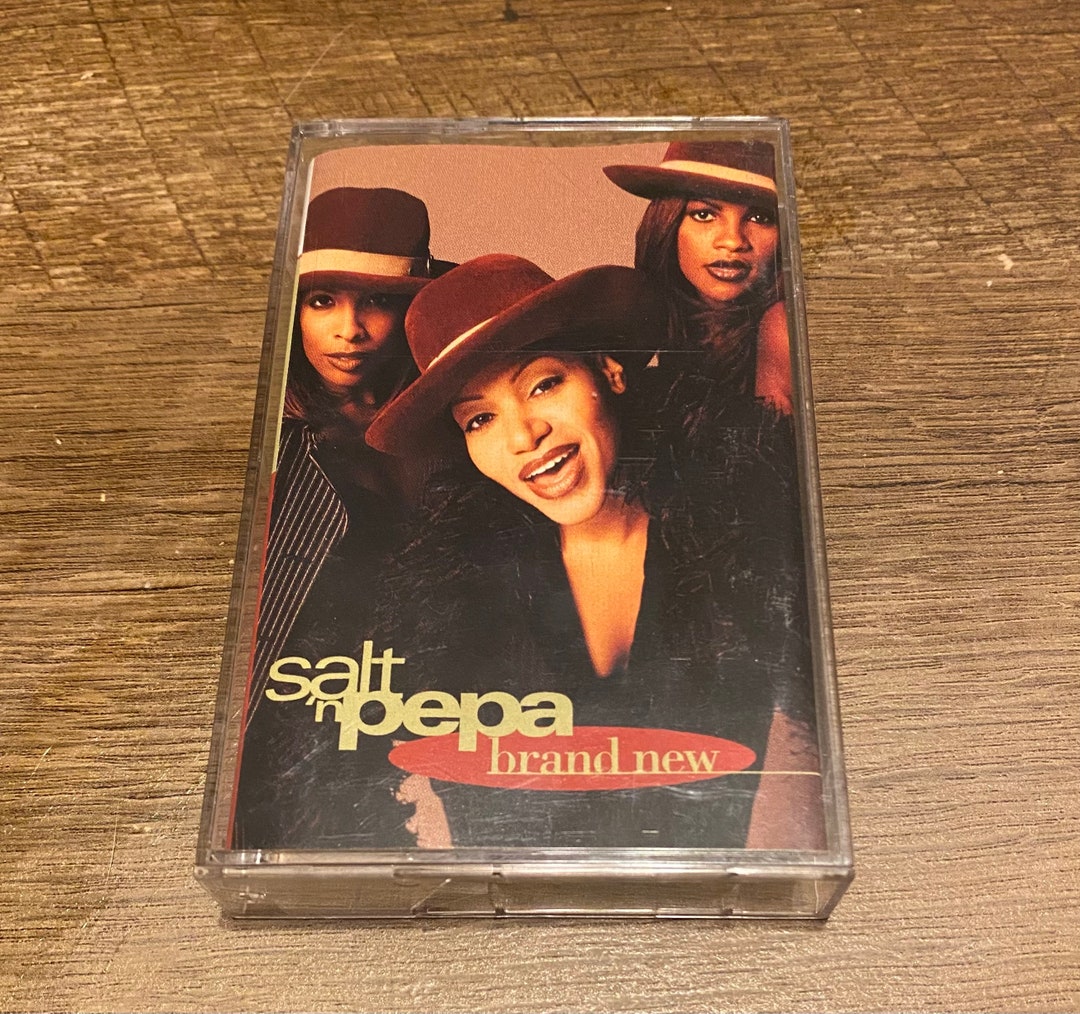 salt
'n pepa
brand new